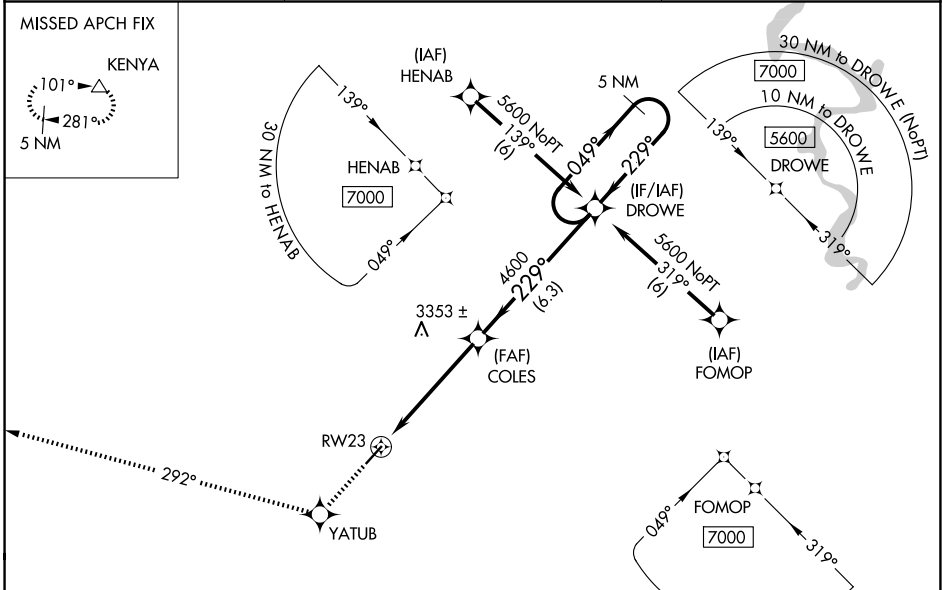 MISSED APCH FIX
KENYA
101°
281°
5 NM
(IAF)
HENAB
5600 NoPT
139°
(6)
5 NM
049°
229°
(IF/IAF)
DROWE
30 NM to HENAB
139°
HENAB
7000
049°
30 NM to DROWE (NoPT)
7000
10 NM to DROWE
5600
DROWE
139°
319°
5600 NoPT
319°
(6)
(IAF)
FOMOP
4600
229°
(6.3)
3353 ±
(FAF)
COLES
RW23
292°
YATUB
FOMOP
7000
049°
319°